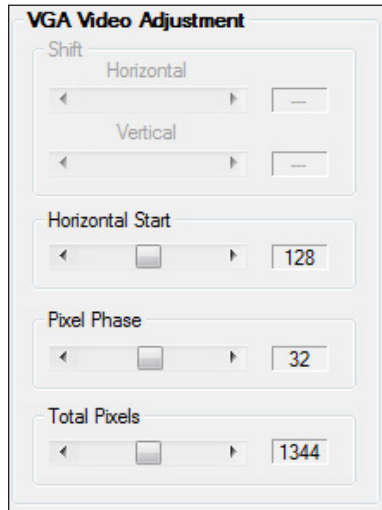 VGA Video Adjustment
Shift
Horizontal
---
Vertical
---
Horizontal Start
128
Pixel Phase
32
Total Pixels
1344